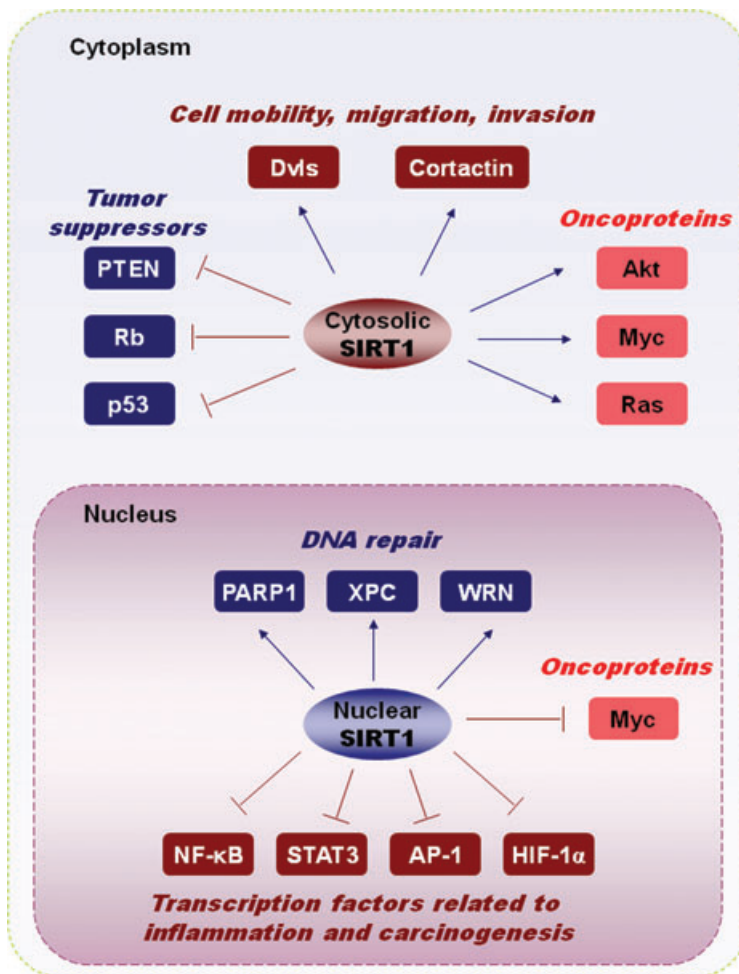 Cytoplasm
Cell mobility, migration, invasion
Dvls
Cortactin
Tumor
suppressors
Oncoproteins
PTEN
Akt
Cytosolic
SIRT1
Rb
Myc
p53
Ras
Nucleus
DNA repair
PARP1
XPC
WRN
Oncoproteins
Nuclear
SIRT1
Myc
NF-κB
STAT3
AP-1
HIF-1α
Transcription factors related to
inflammation and carcinogenesis